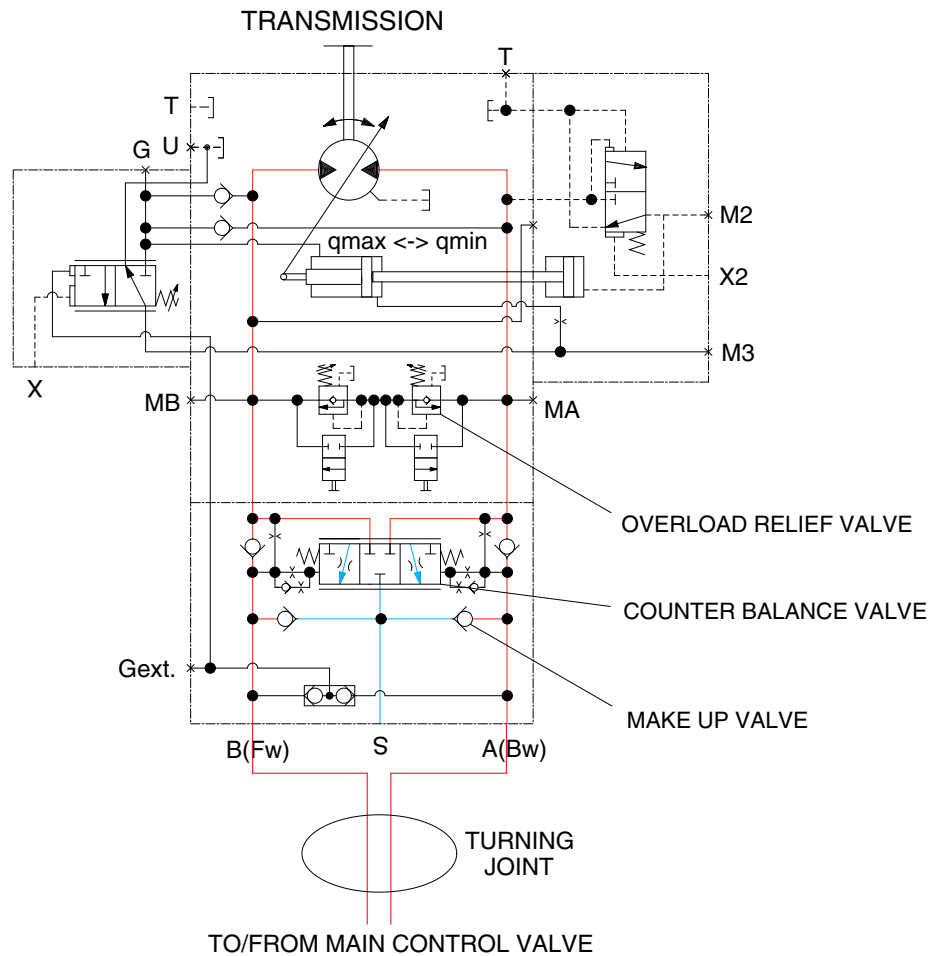 TRANSMISSION
T
T
U
G
M2
qmax <-> qmin
X2
M3
X
MB
MA
OVERLOAD RELIEF VALVE
COUNTER BALANCE VALVE
Gext.
MAKE UP VALVE
B(Fw)
S
A(Bw)
TURNING
JOINT
TO/FROM MAIN CONTROL VALVE